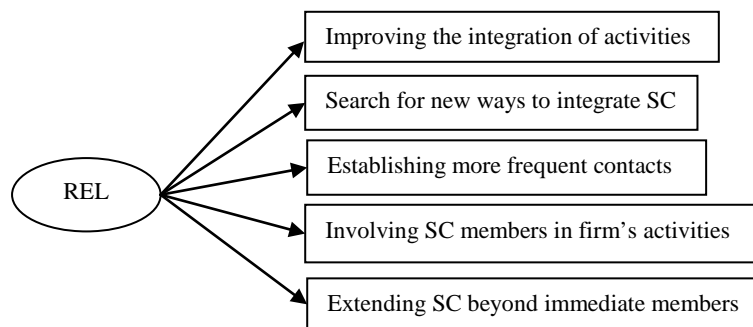 Improving the integration of activities
Search for new ways to integrate SC
Establishing more frequent contacts
REL
Involving SC members in firm's activities
Extending SC beyond immediate members